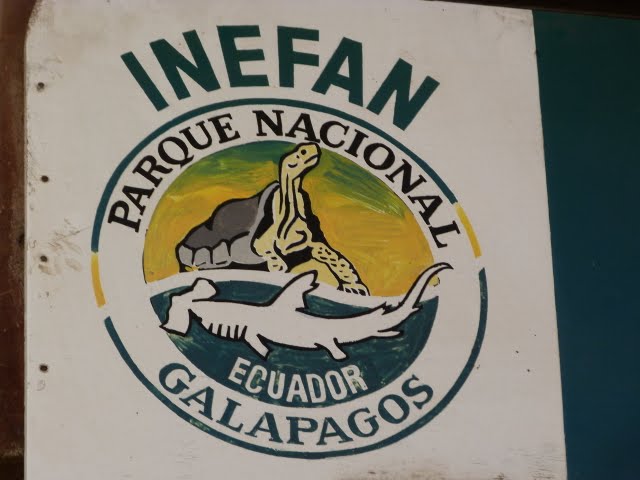 INEFAN
PARQUE NACIONAL
ECUADOR
GALAPAGOS